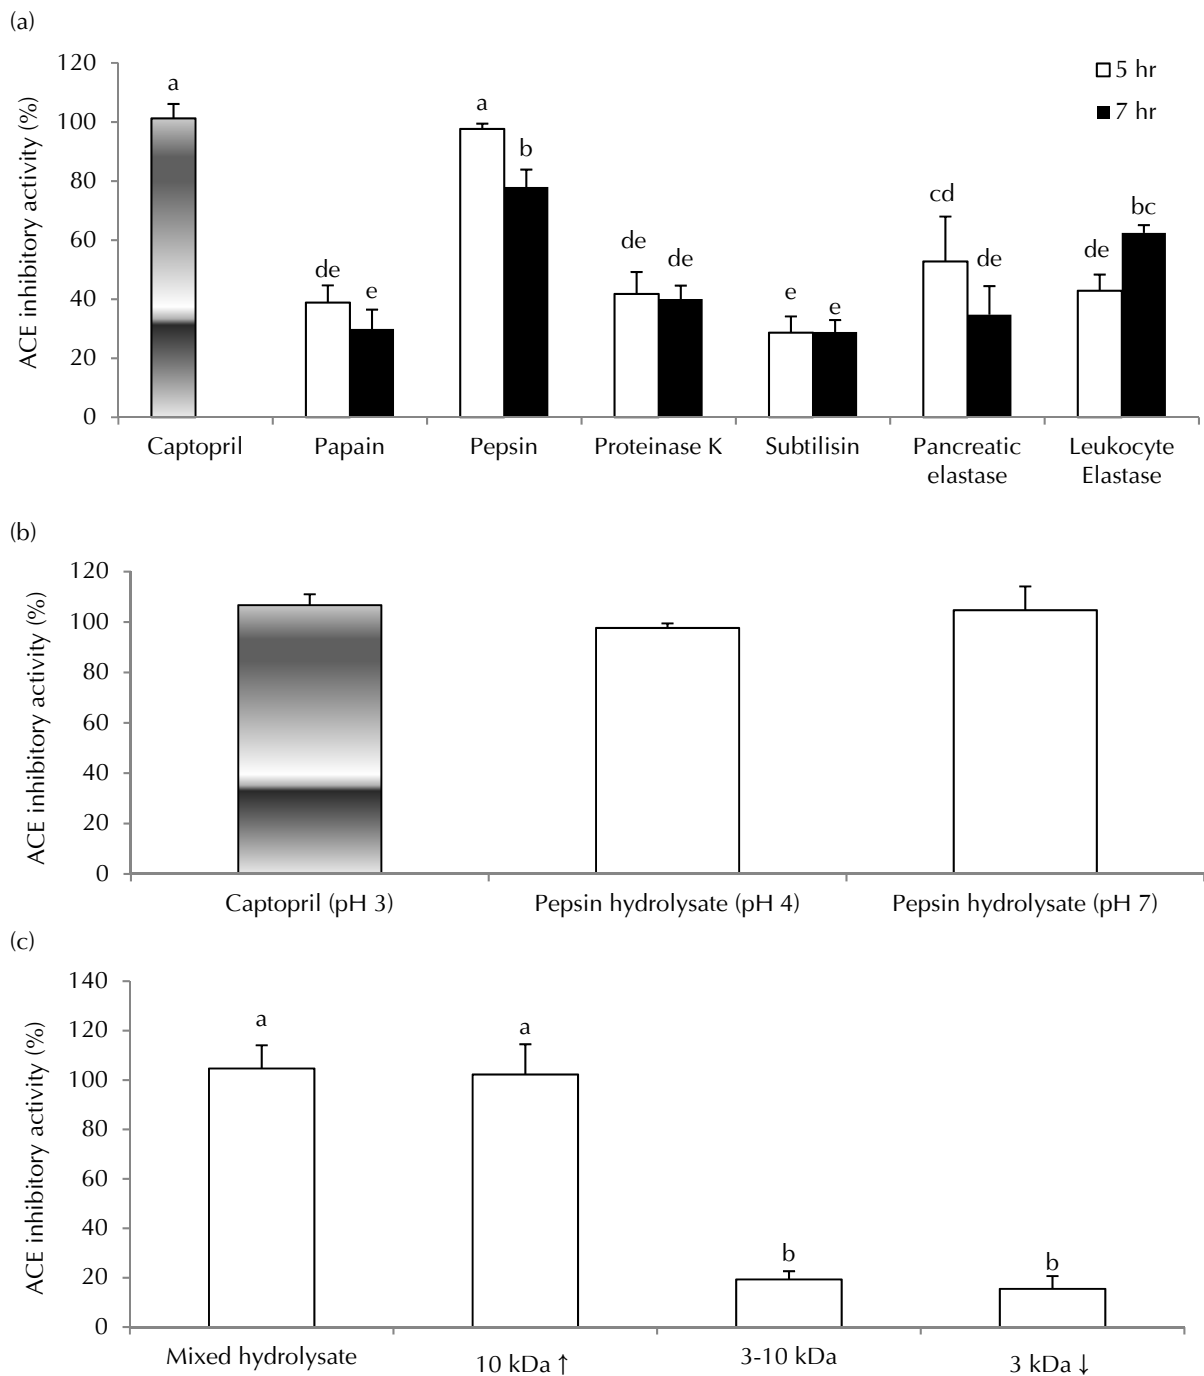 (a)
120
100
80
60
40
20
0
ACE inhibitory activity (%)
5 hr
7 hr
a
de
e
a
b
de
de
e
e
cd
de
de
bc
Captopril
Papain
Pepsin
Proteinase K
Subtilisin
Pancreatic
elastase
Leukocyte
Elastase
(b)
120
100
80
60
40
20
0
ACE inhibitory activity (%)
Captopril (pH 3)
Pepsin hydrolysate (pH 4)
Pepsin hydrolysate (pH 7)
(c)
140
120
100
80
60
40
20
0
ACE inhibitory activity (%)
a
a
b
b
Mixed hydrolysate
10 kDa ↑
3-10 kDa
3 kDa ↓